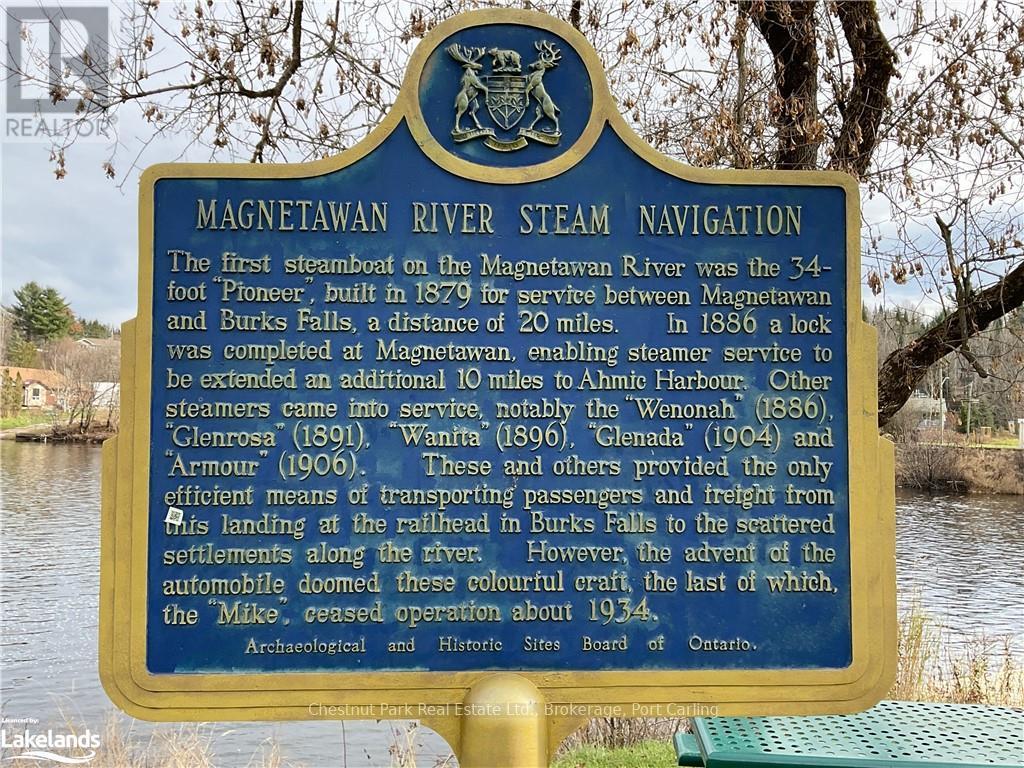 REALTOR
MAGNETAWAN RIVER STEAM NAVIGATION
The first steamboat on the Magnetawan River was the 34-
foot "Pioneer", built in 1879 for service between Magnetawan
and Burks Falls, a distance of 20 miles. In 1886 a lock
was completed at Magnetawan, enabling steamer service to
be extended an additional 10 miles to Ahmic Harbour. Other
steamers came into service, notably the "Wenonah" (1886),
"Glenrosa" (1891), "Wanita" (1896), "Glenada" (1904) and
"Armour" (1906). These and others provided the only
efficient means of transporting passengers and freight from
this landing at the railhead in Burks Falls to the scattered
settlements along the river. However, the advent of the
automobile doomed these colourful craft, the last of which,
the "Mike", ceased operation about 1934.
Archaeological and Historic Sites Board of Ontario.
Chestnut Park Real Estate Ltd., Brokerage, Port Carling
Licenced by:
Lakelands